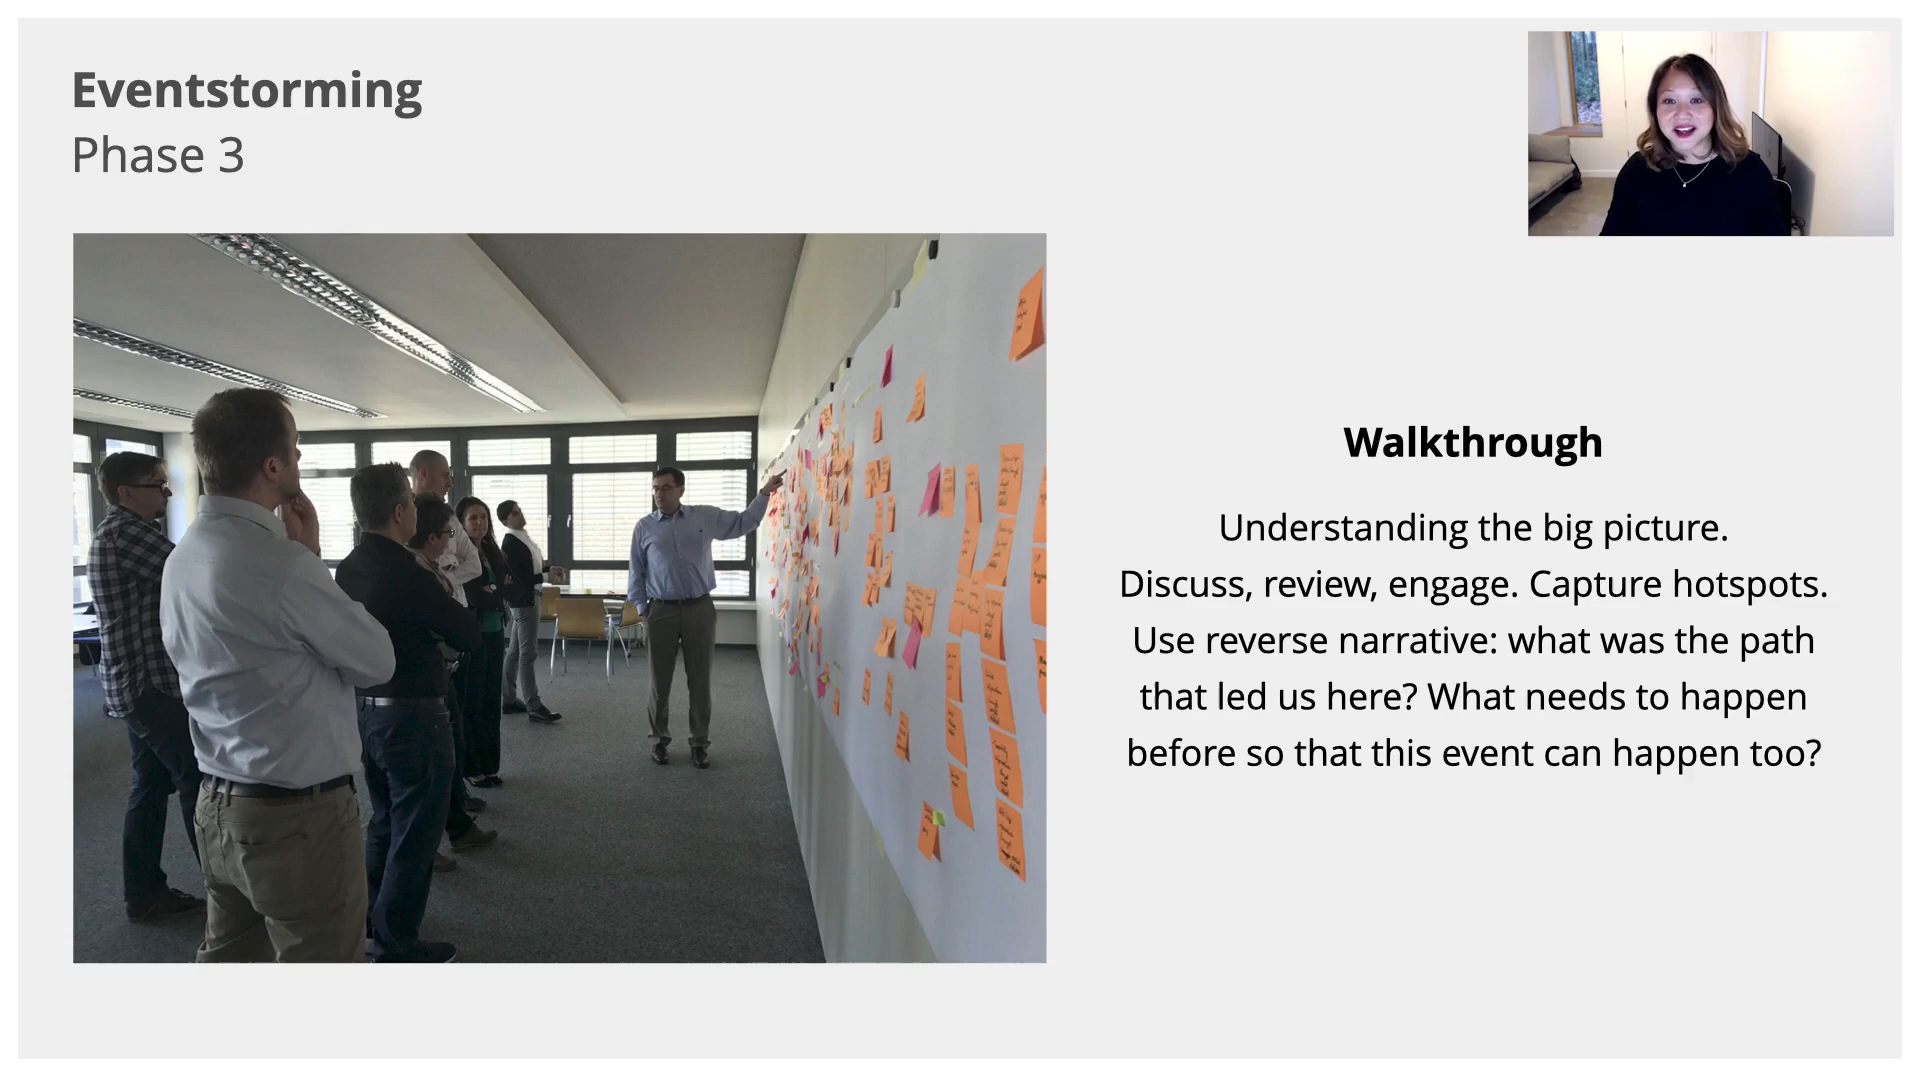 Eventstorming
Phase 3
Walkthrough
Understanding the big picture.
Discuss, review, engage. Capture hotspots.
Use reverse narrative: what was the path
that led us here? What needs to happen
before so that this event can happen too?